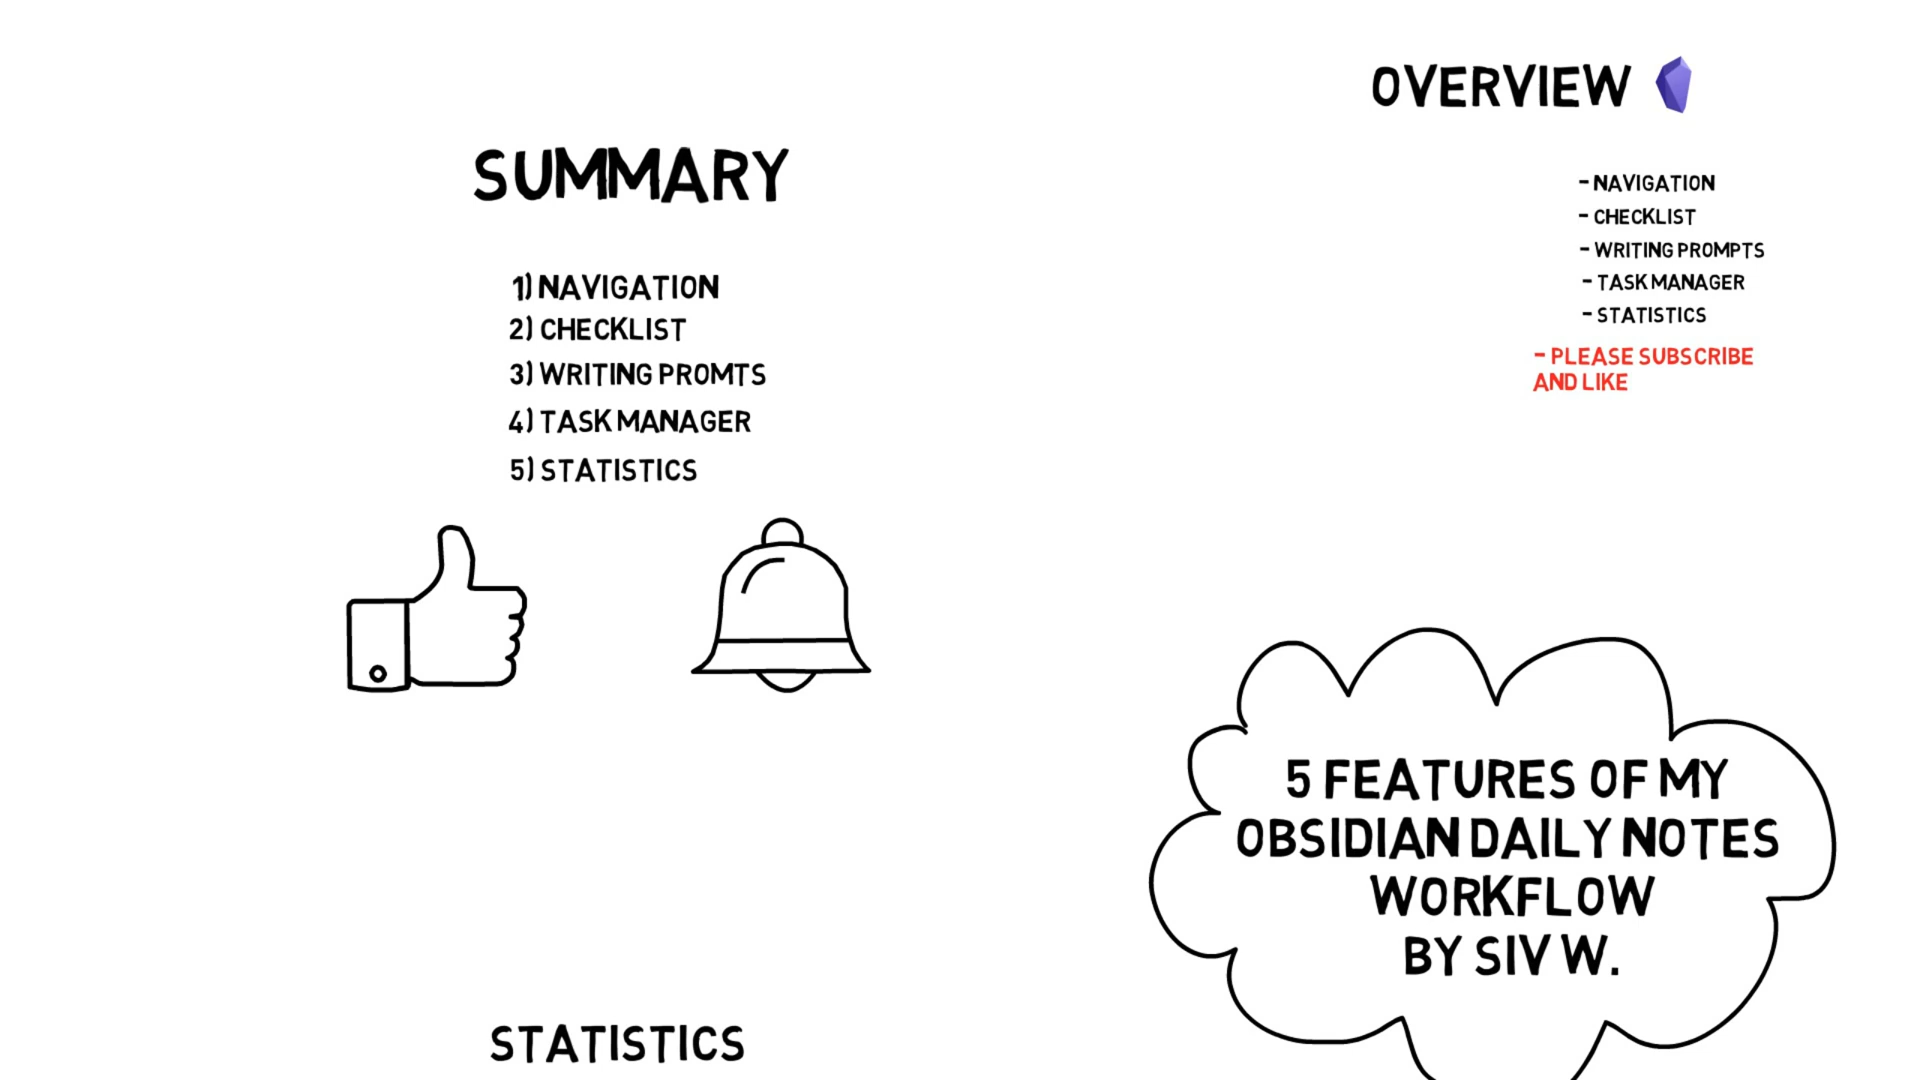 SUMMARY
1) NAVIGATION
2) CHECKLIST
3) WRITING PROMTS
4) TASK MANAGER
5) STATISTICS
OVERVIEW
- NAVIGATION
- CHECKLIST
- WRITING PROMPTS
- TASK MANAGER
- STATISTICS
- PLEASE SUBSCRIBE
AND LIKE
5 FEATURES OF MY
OBSIDIAN DAILY NOTES
WORKFLOW
BY SIV W.
STATISTICS